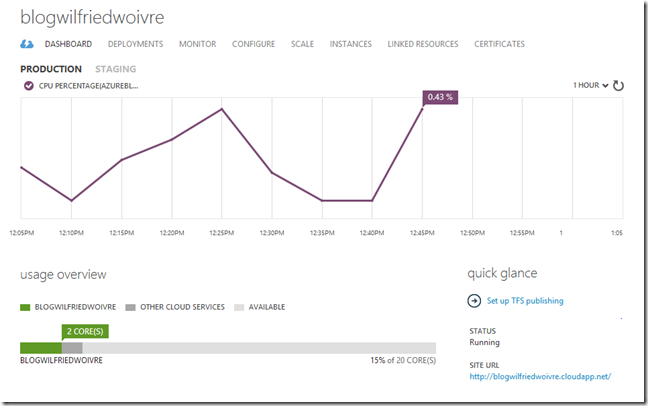 blogwilfriedwoivre
DASHBOARD DEPLOYMENTS MONITOR CONFIGURE SCALE INSTANCES LINKED RESOURCES CERTIFICATES
PRODUCTION STAGING
CPU PERCENTAGE(AZUREBL... 1 HOUR
0.43 %
12:05PM 12:10PM 12:15PM 12:20PM 12:25PM 12:30PM 12:35PM 12:40PM 12:45PM 12:50PM 12:55PM 1 1:05
usage overview
BLOGWILFRIEDWOIVRE OTHER CLOUD SERVICES AVAILABLE
2 CORE(S)
BLOGWILFRIEDWOIVRE 15% of 20 CORE(S)
quick glance
Set up TFS publishing
STATUS
Running
SITE URL
http://blogwilfriedwoivre.cloudapp.net/